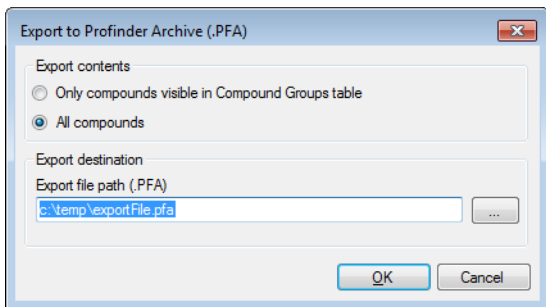 Export to Profinder Archive (.PFA)
Export contents
Only compounds visible in Compound Groups table
All compounds
Export destination
Export file path (.PFA)
c:\temp\exportFile.pfa
...
OK
Cancel